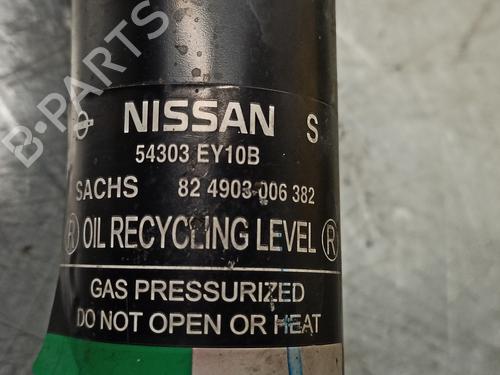 B-PARTS
NISSAN S
54303 EY10B
SACHS 82 4903 006 382
R OIL RECYCLING LEVEL R
GAS PRESSURIZED
DO NOT OPEN OR HEAT